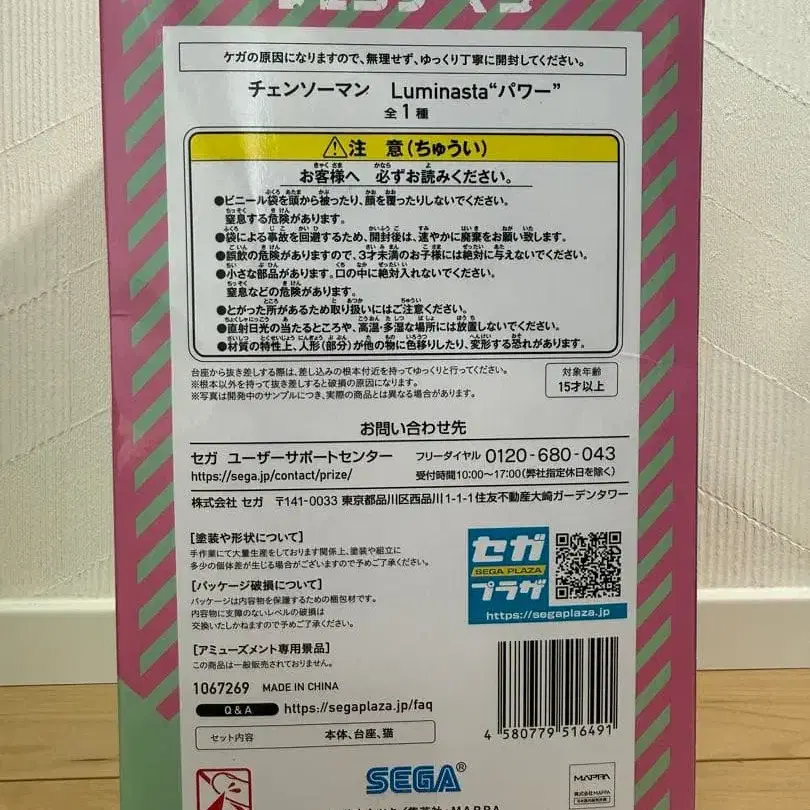 チェンソーマン
ケガの原因になりますので、無理せず、ゆっくり丁寧に開封してください。
チェンソーマン Luminasta“パワー”
全1種
⚠注 意(ちゅうい)
お客様へ 必ずお読みください。
●ビニール袋を頭から被ったり、顔を覆ったりしないでください。
窒息する危険があります。
●袋による事故を回避するため、開封後は、速やかに廃棄をお願い致します。
●誤飲の危険がありますので、3才未満のお子様には絶対に与えないでください。
●小さな部品があります。口の中に絶対入れないでください。
窒息などの危険があります。
●とがった所があるため取り扱いにはご注意ください。
●直射日光の当たるところや、高温・多湿な場所には放置しないでください。
●材質の特性上、人形(部分)が他の物に色移りしたり、変形する恐れがあります。
台座から抜き差しする際は、差し込みの根本付近を持ってゆっくりと行ってください。
※根本以外を持って抜き差しすると破損の原因になります。
※写真は開発中のサンプルにつき、実際の商品とは異なる場合があります。
対象年齢
15才以上
お問い合わせ先
セガ ユーザーサポートセンター
https://sega.jp/contact/prize/
フリーダイヤル 0120-680-043
受付時間10:00~17:00(弊社指定休日を除く)
株式会社 セガ 〒141-0033 東京都品川区西品川1-1-1住友不動産大崎ガーデンタワー
[塗装や形状について]
手作業にて大量生産をしております関係上、塗装や組立に
多少の個体差が生じる場合がございますので予めご了承ください。
[パッケージ破損について]
パッケージは内容物を保護するための梱包材です。
内容物に支障のないレベルの破損は
交換いたしかねますので予めご了承ください。
[アミューズメント専用景品]
この商品は一般販売されておりません。
セガ
SEGA PLAZA
プラザ
https://segaplaza.jp
1067269 MADE IN CHINA
Q & A https://segaplaza.jp/faq
セット内容 本体、台座、猫
4 580779 516491
SEGA®
MAPPA
株式会社MAPPA